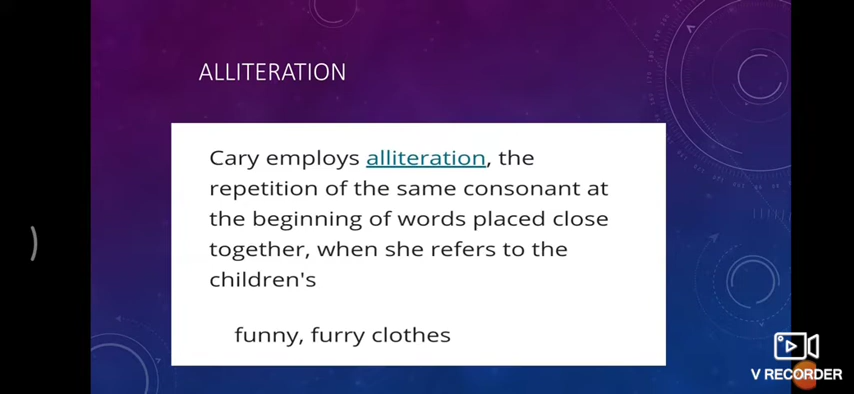 ALLITERATION
Cary employs alliteration, the
repetition of the same consonant at
the beginning of words placed close
together, when she refers to the
children's
funny, furry clothes
V RECORDER